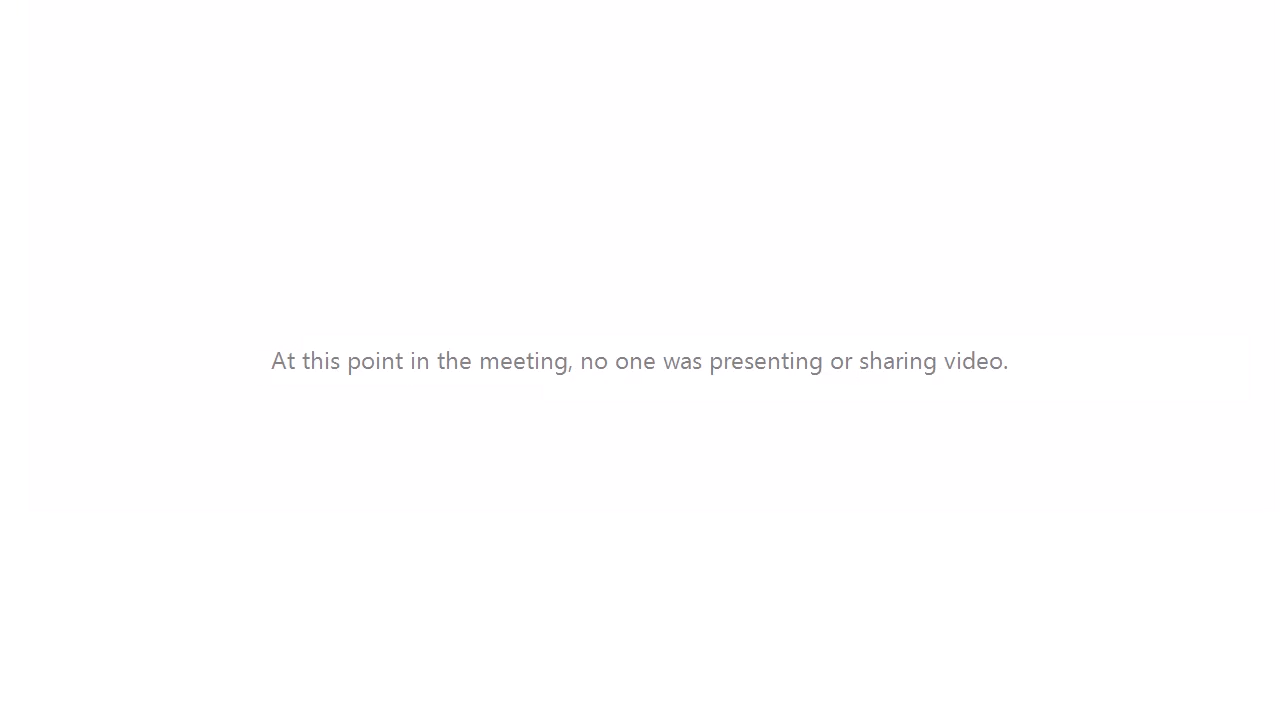 At this point in the meeting, no one was presenting or sharing video.